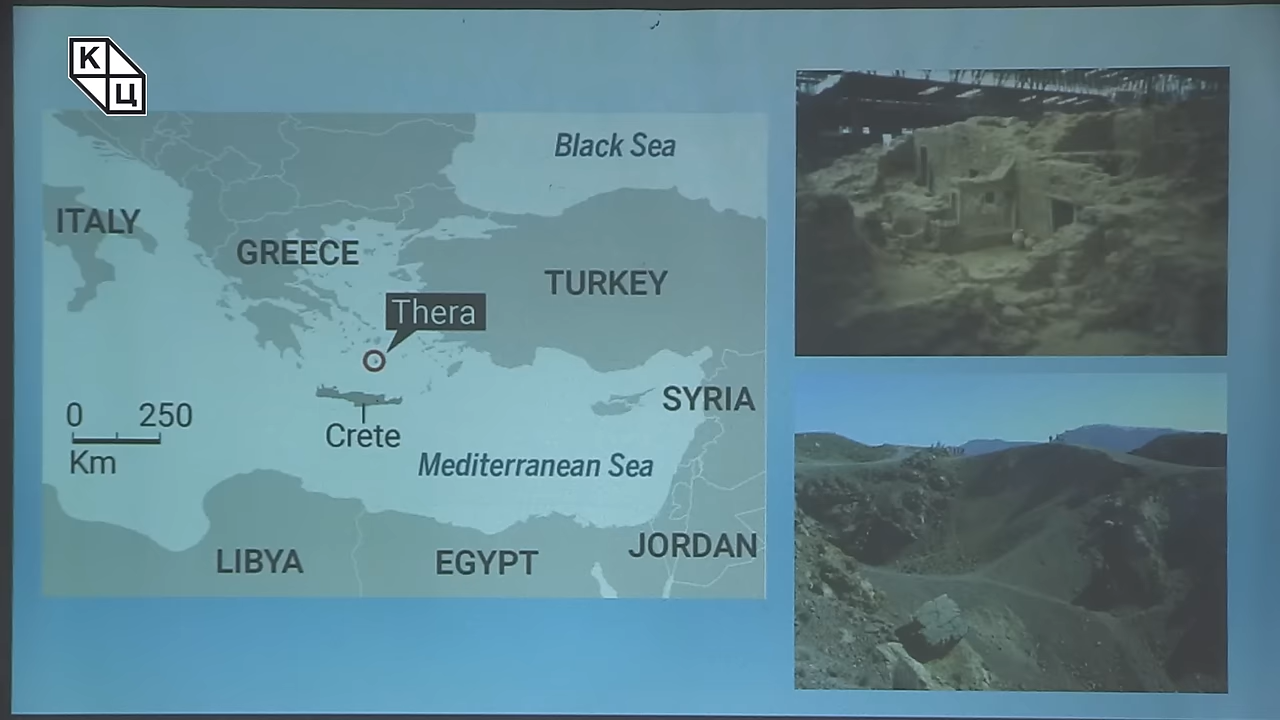 К
Ц
Black Sea
ITALY
GREECE
TURKEY
Thera
SYRIA
0 250
Km
Crete
Mediterranean Sea
LIBYA
EGYPT
JORDAN